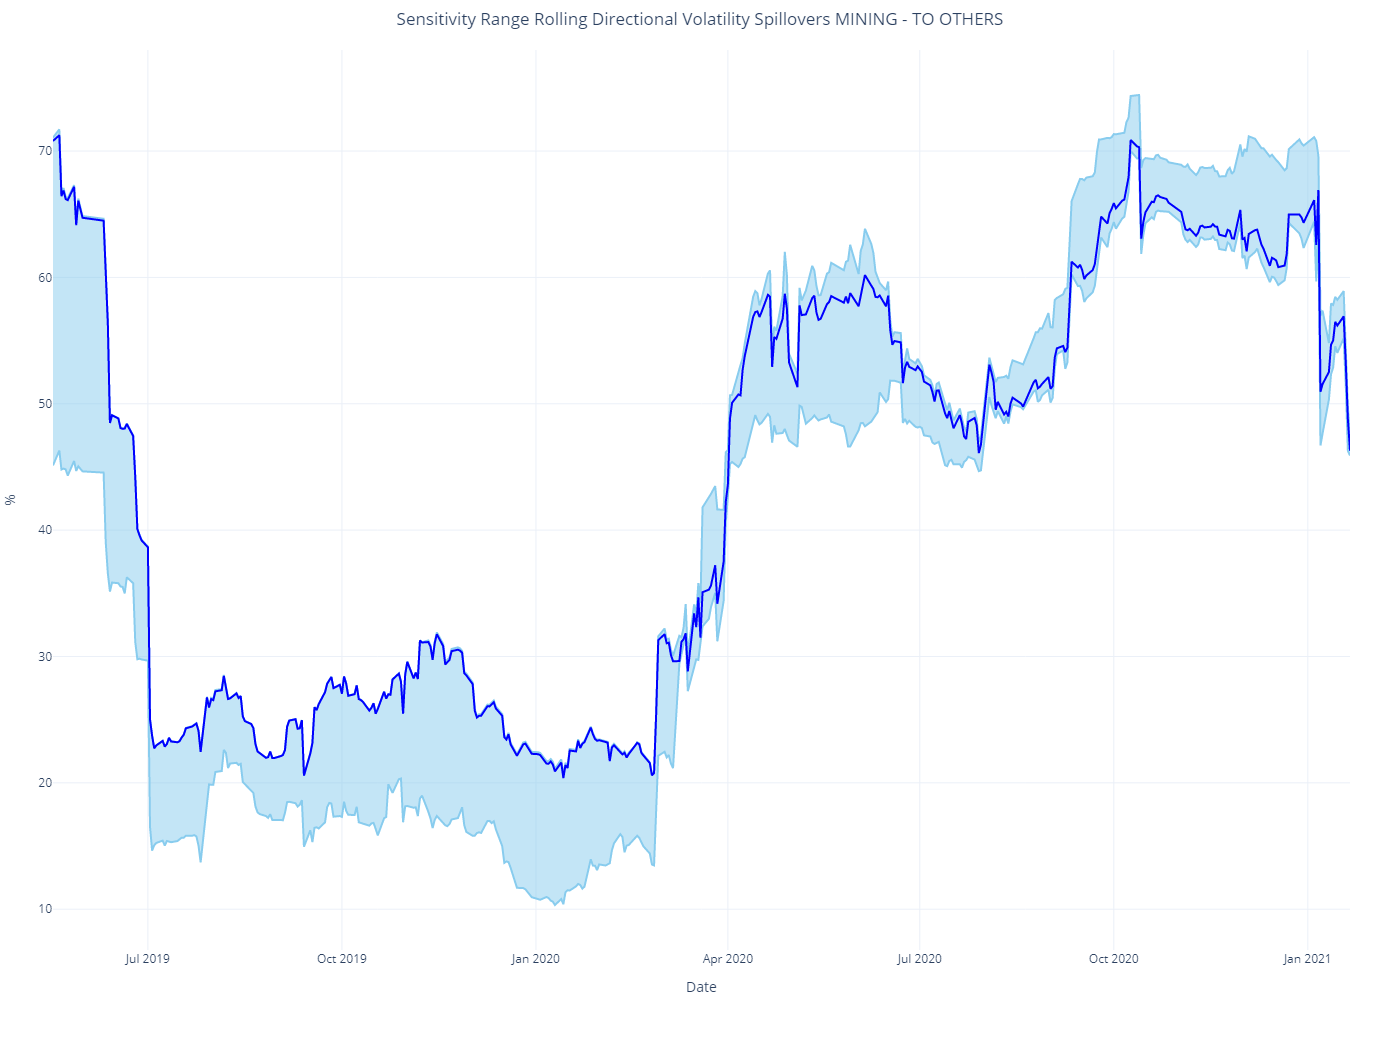 Sensitivity Range Rolling Directional Volatility Spillovers MINING - TO OTHERS
%
70
60
50
40
30
20
10
Jul 2019
Oct 2019
Jan 2020
Apr 2020
Jul 2020
Oct 2020
Jan 2021
Date